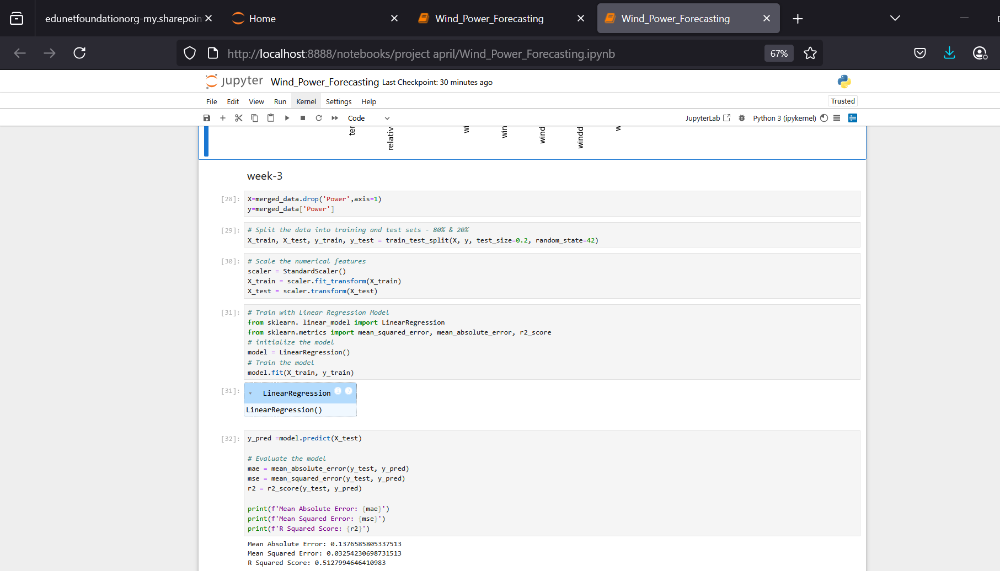 edunetfoundationorg-my.sharepoin
Home
Wind_Power_Forecasting
Wind_Power_Forecasting
http://localhost:8888/notebooks/project april/Wind_Power_Forecasting.ipynb
67%
jupyter Wind_Power_Forecasting Last Checkpoint: 30 minutes ago
File Edit View Run Kernel Settings Help
Trusted
Code
JupyterLab
Python 3 (ipykernel)
ter
relativ
wi
win
wind
windd
w
week-3
[28]:
X=merged_data.drop('Power',axis=1)
y=merged_data['Power']
[29]:
# Split the data into training and test sets - 80% & 20%
X_train, X_test, y_train, y_test = train_test_split(X, y, test_size=0.2, random_state=42)
[30]:
# Scale the numerical features
scaler = StandardScaler()
X_train = scaler.fit_transform(X_train)
X_test = scaler.transform(X_test)
[31]:
# Train with Linear Regression Model
from sklearn. linear_model import LinearRegression
from sklearn.metrics import mean_squared_error, mean_absolute_error, r2_score
# initialize the model
model = LinearRegression()
# Train the model
model.fit(X_train, y_train)
[31]:
LinearRegression i ?
LinearRegression()
[32]:
y_pred =model.predict(X_test)
# Evaluate the model
mae = mean_absolute_error(y_test, y_pred)
mse = mean_squared_error(y_test, y_pred)
r2 = r2_score(y_test, y_pred)
print(f'Mean Absolute Error: {mae}')
print(f'Mean Squared Error: {mse}')
print(f'R Squared Score: {r2}')
Mean Absolute Error: 0.1376585805337513
Mean Squared Error: 0.03254230698731513
R Squared Score: 0.5127994646410983